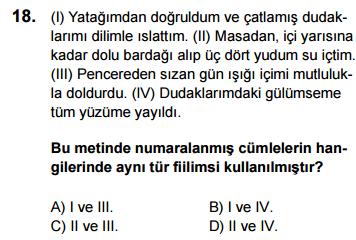 18. (I) Yatağımdan doğruldum ve çatlamış dudak-
larımı dilimle ıslattım. (II) Masadan, içi yarısına
kadar dolu bardağı alıp üç dört yudum su içtim.
(III) Pencereden sızan gün ışığı içimi mutluluk-
la doldurdu. (IV) Dudaklarımdaki gülümseme
tüm yüzüme yayıldı.
Bu metinde numaralanmış cümlelerin han-
gilerinde aynı tür fiilimsi kullanılmıştır?
A) I ve III. B) I ve IV.
C) II ve III. D) II ve IV.